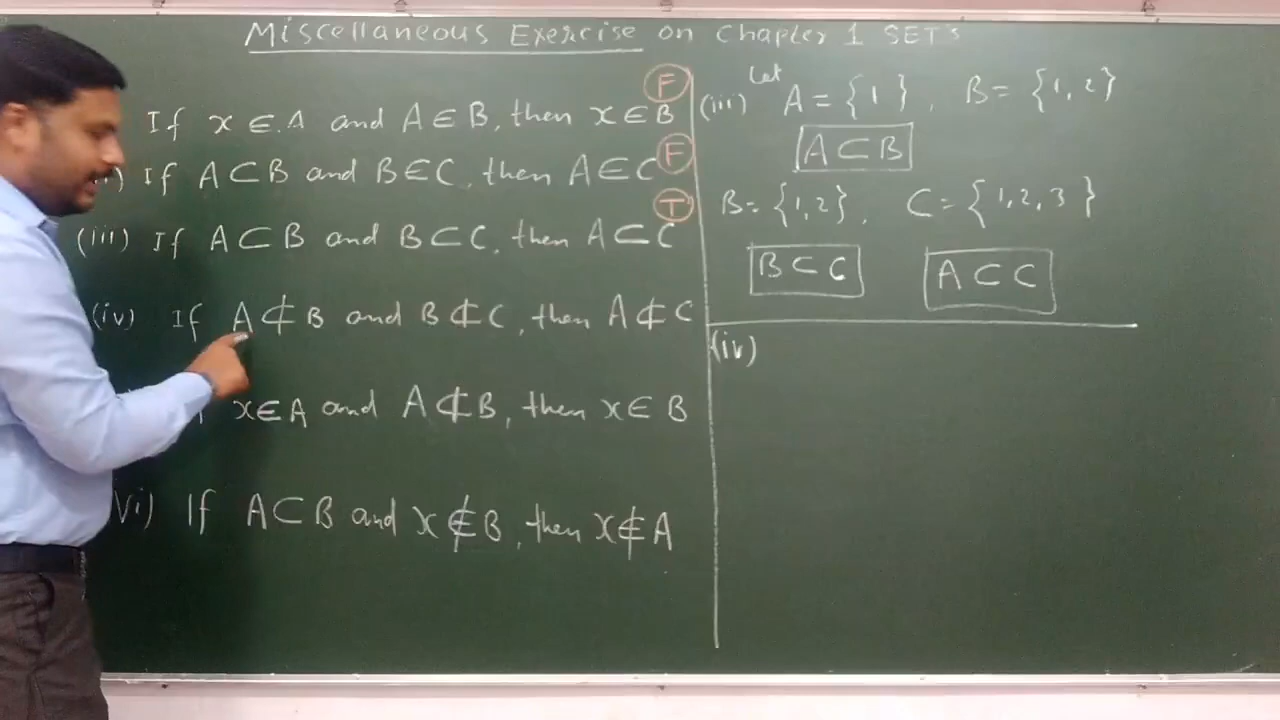 Miscellaneous Exercise on Chapter 1 SETS
If x ∈ A and A ∈ B, then x ∈ B (F)
If A ⊂ B and B ∈ C, then A ∈ C (F)
(iii) If A ⊂ B and B ⊂ C, then A ⊂ C (T)
(iv) If A ⊄ B and B ⊄ C, then A ⊄ C
x ∈ A and A ⊄ B, then x ∈ B
vi) If A ⊂ B and x ∉ B, then x ∉ A
Let
(iii) A = {1}, B = {1,2}
A ⊂ B
B = {1,2}, C = {1,2,3}
B ⊂ C A ⊂ C
(iv)